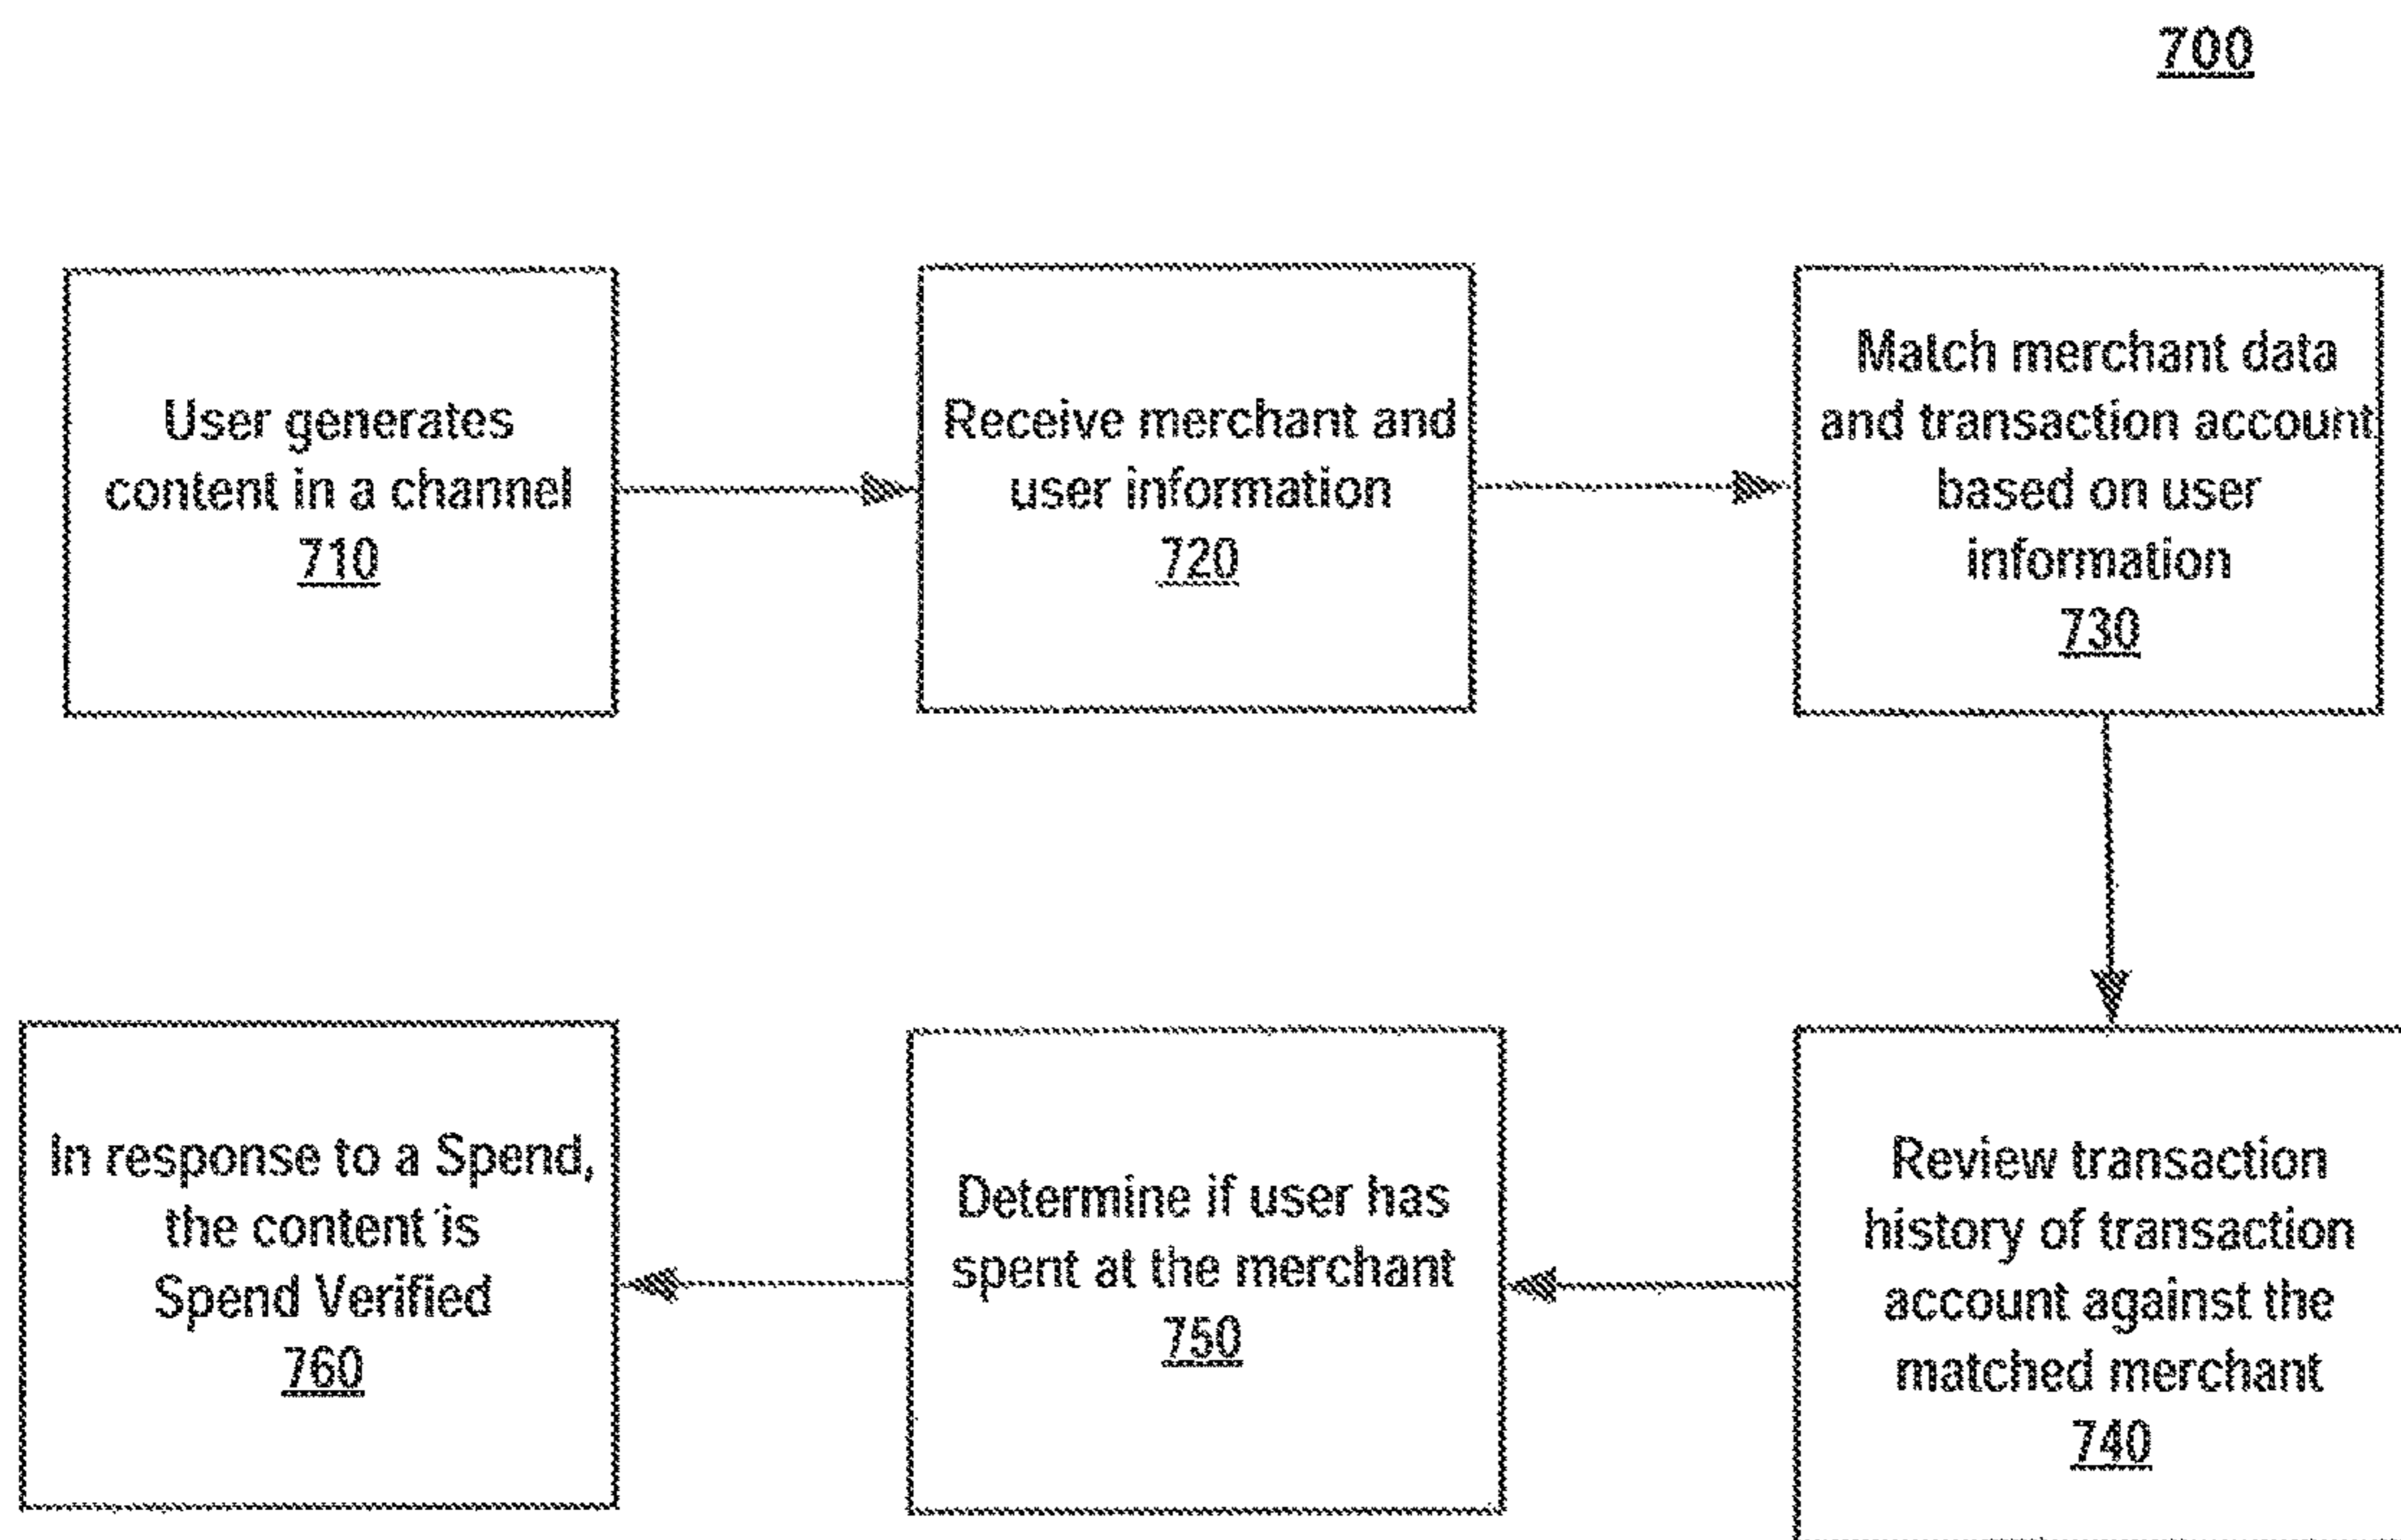 700
User generates
content in a channel
710
Receive merchant and
user information
720
Match merchant data
and transaction account
based on user
information
730
Review transaction
history of transaction
account against the
matched merchant
740
Determine if user has
spent at the merchant
750
In response to a Spend,
the content is
Spend Verified
760